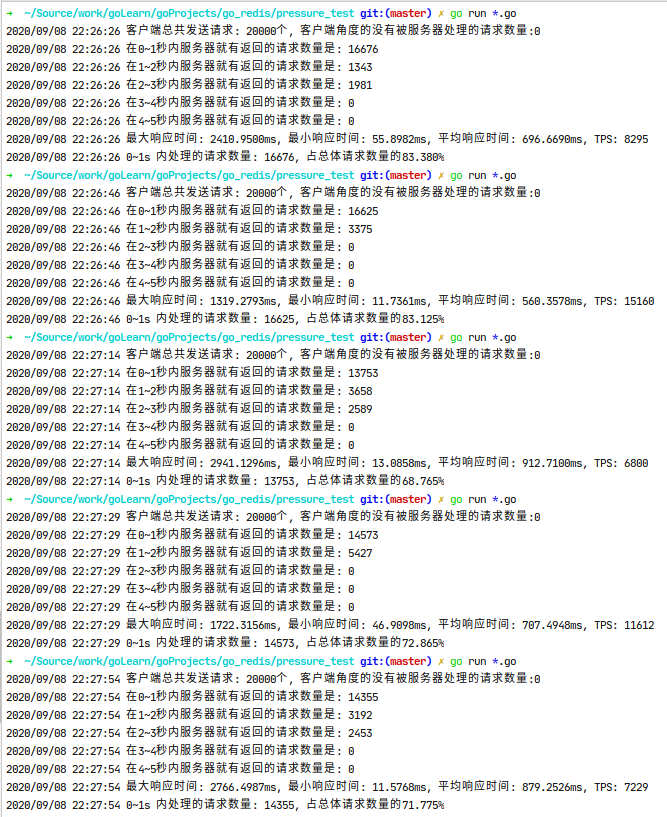 ➜  ~/Source/work/goLearn/goProjects/go_redis/pressure_test git:(master) ✗ go run *.go
2020/09/08 22:26:26 客户端总共发送请求: 20000个, 客户端角度的没有被服务器处理的请求数量:0
2020/09/08 22:26:26 在0~1秒内服务器就有返回的请求数量是: 16676
2020/09/08 22:26:26 在1~2秒内服务器就有返回的请求数量是: 1343
2020/09/08 22:26:26 在2~3秒内服务器就有返回的请求数量是: 1981
2020/09/08 22:26:26 在3~4秒内服务器就有返回的请求数量是: 0
2020/09/08 22:26:26 在4~5秒内服务器就有返回的请求数量是: 0
2020/09/08 22:26:26 最大响应时间: 2410.9500ms, 最小响应时间: 55.8982ms, 平均响应时间: 696.6690ms, TPS: 8295
2020/09/08 22:26:26 0~1s 内处理的请求数量: 16676, 占总体请求数量的83.380%
➜  ~/Source/work/goLearn/goProjects/go_redis/pressure_test git:(master) ✗ go run *.go
2020/09/08 22:26:46 客户端总共发送请求: 20000个, 客户端角度的没有被服务器处理的请求数量:0
2020/09/08 22:26:46 在0~1秒内服务器就有返回的请求数量是: 16625
2020/09/08 22:26:46 在1~2秒内服务器就有返回的请求数量是: 3375
2020/09/08 22:26:46 在2~3秒内服务器就有返回的请求数量是: 0
2020/09/08 22:26:46 在3~4秒内服务器就有返回的请求数量是: 0
2020/09/08 22:26:46 在4~5秒内服务器就有返回的请求数量是: 0
2020/09/08 22:26:46 最大响应时间: 1319.2793ms, 最小响应时间: 11.7361ms, 平均响应时间: 560.3578ms, TPS: 15160
2020/09/08 22:26:46 0~1s 内处理的请求数量: 16625, 占总体请求数量的83.125%
➜  ~/Source/work/goLearn/goProjects/go_redis/pressure_test git:(master) ✗ go run *.go
2020/09/08 22:27:14 客户端总共发送请求: 20000个, 客户端角度的没有被服务器处理的请求数量:0
2020/09/08 22:27:14 在0~1秒内服务器就有返回的请求数量是: 13753
2020/09/08 22:27:14 在1~2秒内服务器就有返回的请求数量是: 3658
2020/09/08 22:27:14 在2~3秒内服务器就有返回的请求数量是: 2589
2020/09/08 22:27:14 在3~4秒内服务器就有返回的请求数量是: 0
2020/09/08 22:27:14 在4~5秒内服务器就有返回的请求数量是: 0
2020/09/08 22:27:14 最大响应时间: 2941.1296ms, 最小响应时间: 13.0858ms, 平均响应时间: 912.7100ms, TPS: 6800
2020/09/08 22:27:14 0~1s 内处理的请求数量: 13753, 占总体请求数量的68.765%
➜  ~/Source/work/goLearn/goProjects/go_redis/pressure_test git:(master) ✗ go run *.go
2020/09/08 22:27:29 客户端总共发送请求: 20000个, 客户端角度的没有被服务器处理的请求数量:0
2020/09/08 22:27:29 在0~1秒内服务器就有返回的请求数量是: 14573
2020/09/08 22:27:29 在1~2秒内服务器就有返回的请求数量是: 5427
2020/09/08 22:27:29 在2~3秒内服务器就有返回的请求数量是: 0
2020/09/08 22:27:29 在3~4秒内服务器就有返回的请求数量是: 0
2020/09/08 22:27:29 在4~5秒内服务器就有返回的请求数量是: 0
2020/09/08 22:27:29 最大响应时间: 1722.3156ms, 最小响应时间: 46.9098ms, 平均响应时间: 707.4948ms, TPS: 11612
2020/09/08 22:27:29 0~1s 内处理的请求数量: 14573, 占总体请求数量的72.865%
➜  ~/Source/work/goLearn/goProjects/go_redis/pressure_test git:(master) ✗ go run *.go
2020/09/08 22:27:54 客户端总共发送请求: 20000个, 客户端角度的没有被服务器处理的请求数量:0
2020/09/08 22:27:54 在0~1秒内服务器就有返回的请求数量是: 14355
2020/09/08 22:27:54 在1~2秒内服务器就有返回的请求数量是: 3192
2020/09/08 22:27:54 在2~3秒内服务器就有返回的请求数量是: 2453
2020/09/08 22:27:54 在3~4秒内服务器就有返回的请求数量是: 0
2020/09/08 22:27:54 在4~5秒内服务器就有返回的请求数量是: 0
2020/09/08 22:27:54 最大响应时间: 2766.4987ms, 最小响应时间: 11.5768ms, 平均响应时间: 879.2526ms, TPS: 7229
2020/09/08 22:27:54 0~1s 内处理的请求数量: 14355, 占总体请求数量的71.775%